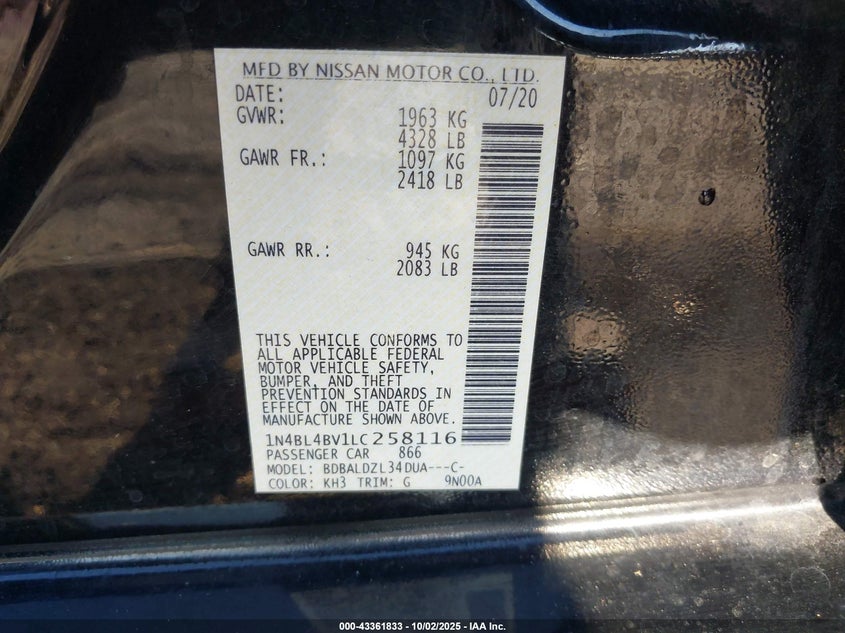 MFD BY NISSAN MOTOR CO., LTD.
DATE: 07/20
GVWR: 1963 KG
4328 LB
GAWR FR.: 1097 KG
2418 LB
GAWR RR.: 945 KG
2083 LB
THIS VEHICLE CONFORMS TO
ALL APPLICABLE FEDERAL
MOTOR VEHICLE SAFETY,
BUMPER, AND THEFT
PREVENTION STANDARDS IN
EFFECT ON THE DATE OF
MANUFACTURE SHOWN ABOVE.
1N4BL4BV1LC258116
PASSENGER CAR 866
MODEL: BDBALDZL34DUA---C-
COLOR: KH3 TRIM: G 9N00A
000-43361833 - 10/02/2025 - IAA Inc.